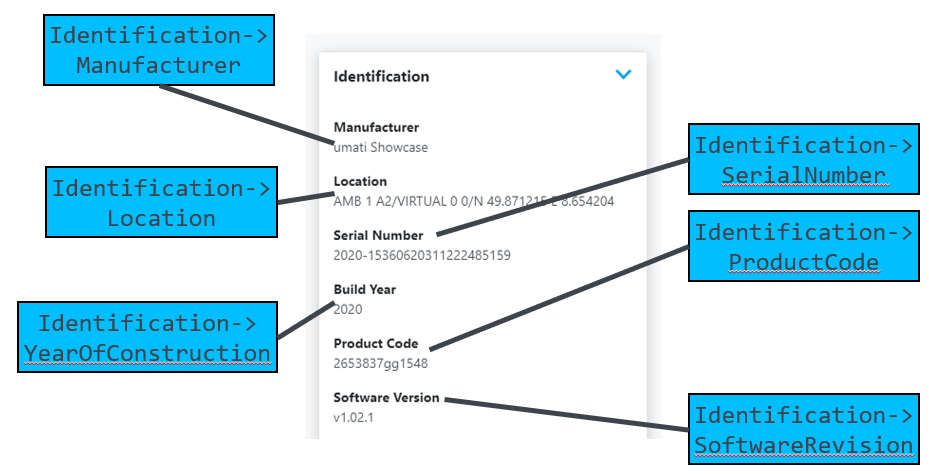 Identification->
Manufacturer
Identification->
Location
Identification->
YearOfConstruction
Identification
Manufacturer
umati Showcase
Location
AMB 1 A2/VIRTUAL 0 0/N 49.871215 E 8.654204
Serial Number
2020-15360620311222485159
Build Year
2020
Product Code
2653837gg1548
Software Version
v1.02.1
Identification->
SerialNumber
Identification->
ProductCode
Identification->
SoftwareRevision